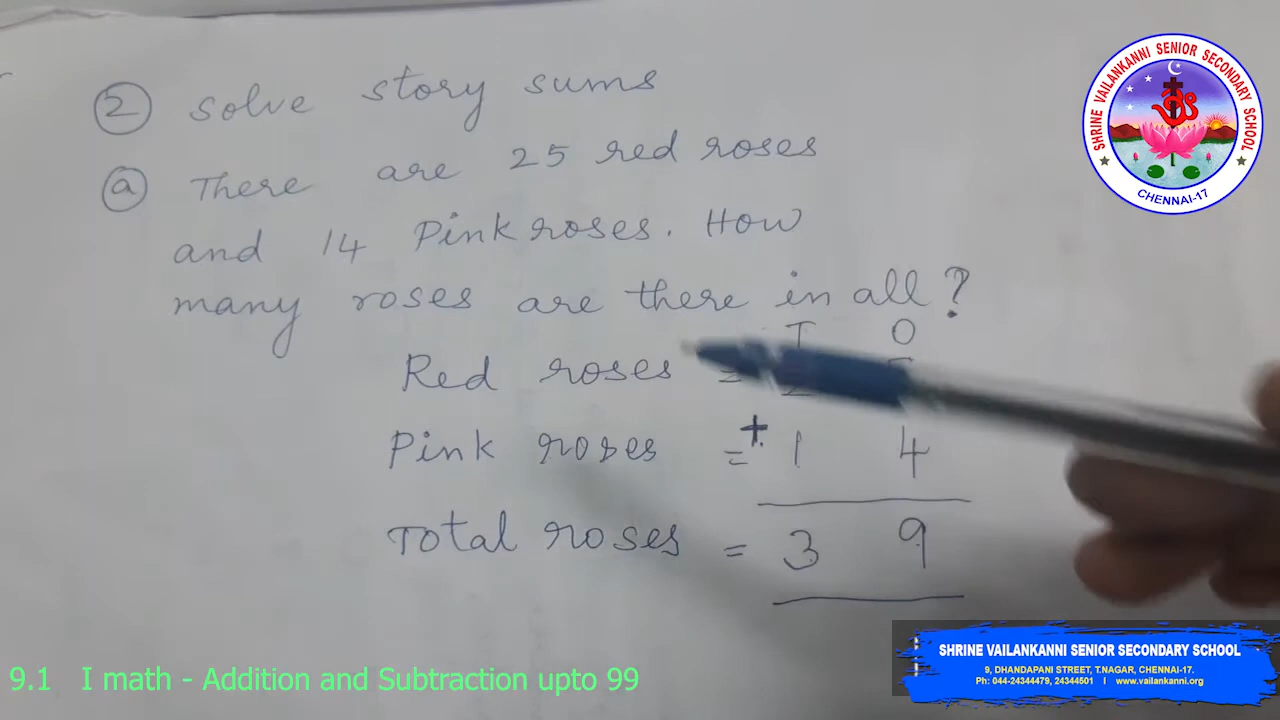 ② Solve story sums
ⓐ There are 25 red roses
and 14 Pink roses. How
many roses are there in all?
T O
Red roses =
Pink roses = + 1 4
Total roses = 3 9
SHRINE VAILANKANNI SENIOR SECONDARY SCHOOL
CHENNAI-17
9.1 I math - Addition and Subtraction upto 99
SHRINE VAILANKANNI SENIOR SECONDARY SCHOOL
9, DHANDAPANI STREET, T.NAGAR, CHENNAI-17.
Ph: 044-24344479, 24344501 I www.vailankanni.org